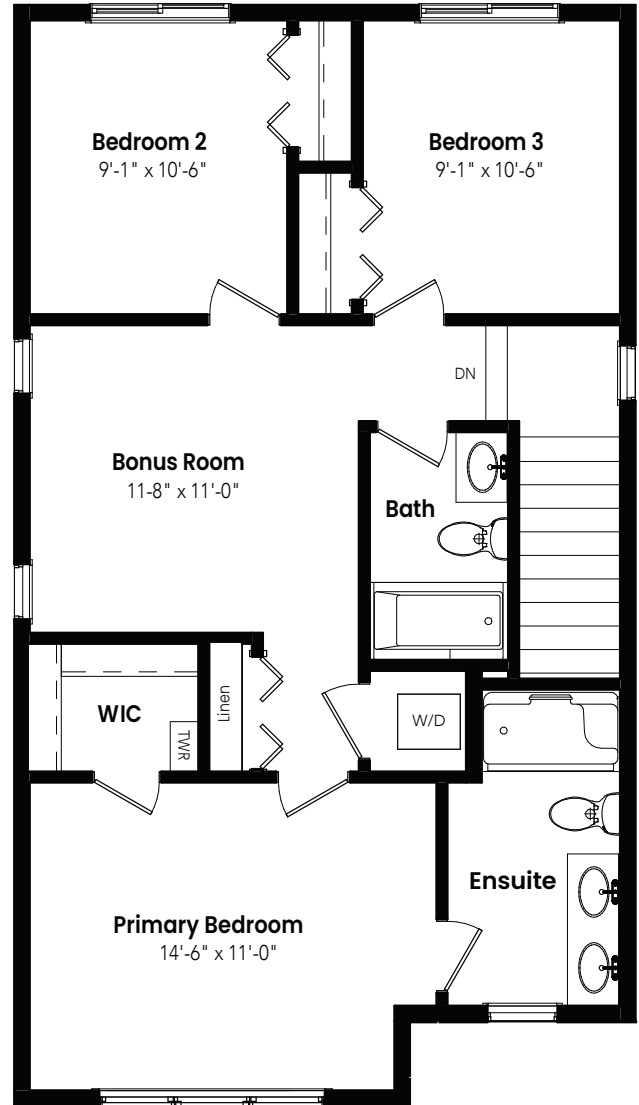 Bedroom 2
9'-1" x 10'-6"
Bedroom 3
9'-1" x 10'-6"
DN
Bonus Room
11-8" x 11'-0"
Bath
WIC
TWR
Linen
W/D
Ensuite
Primary Bedroom
14'-6" x 11'-0"